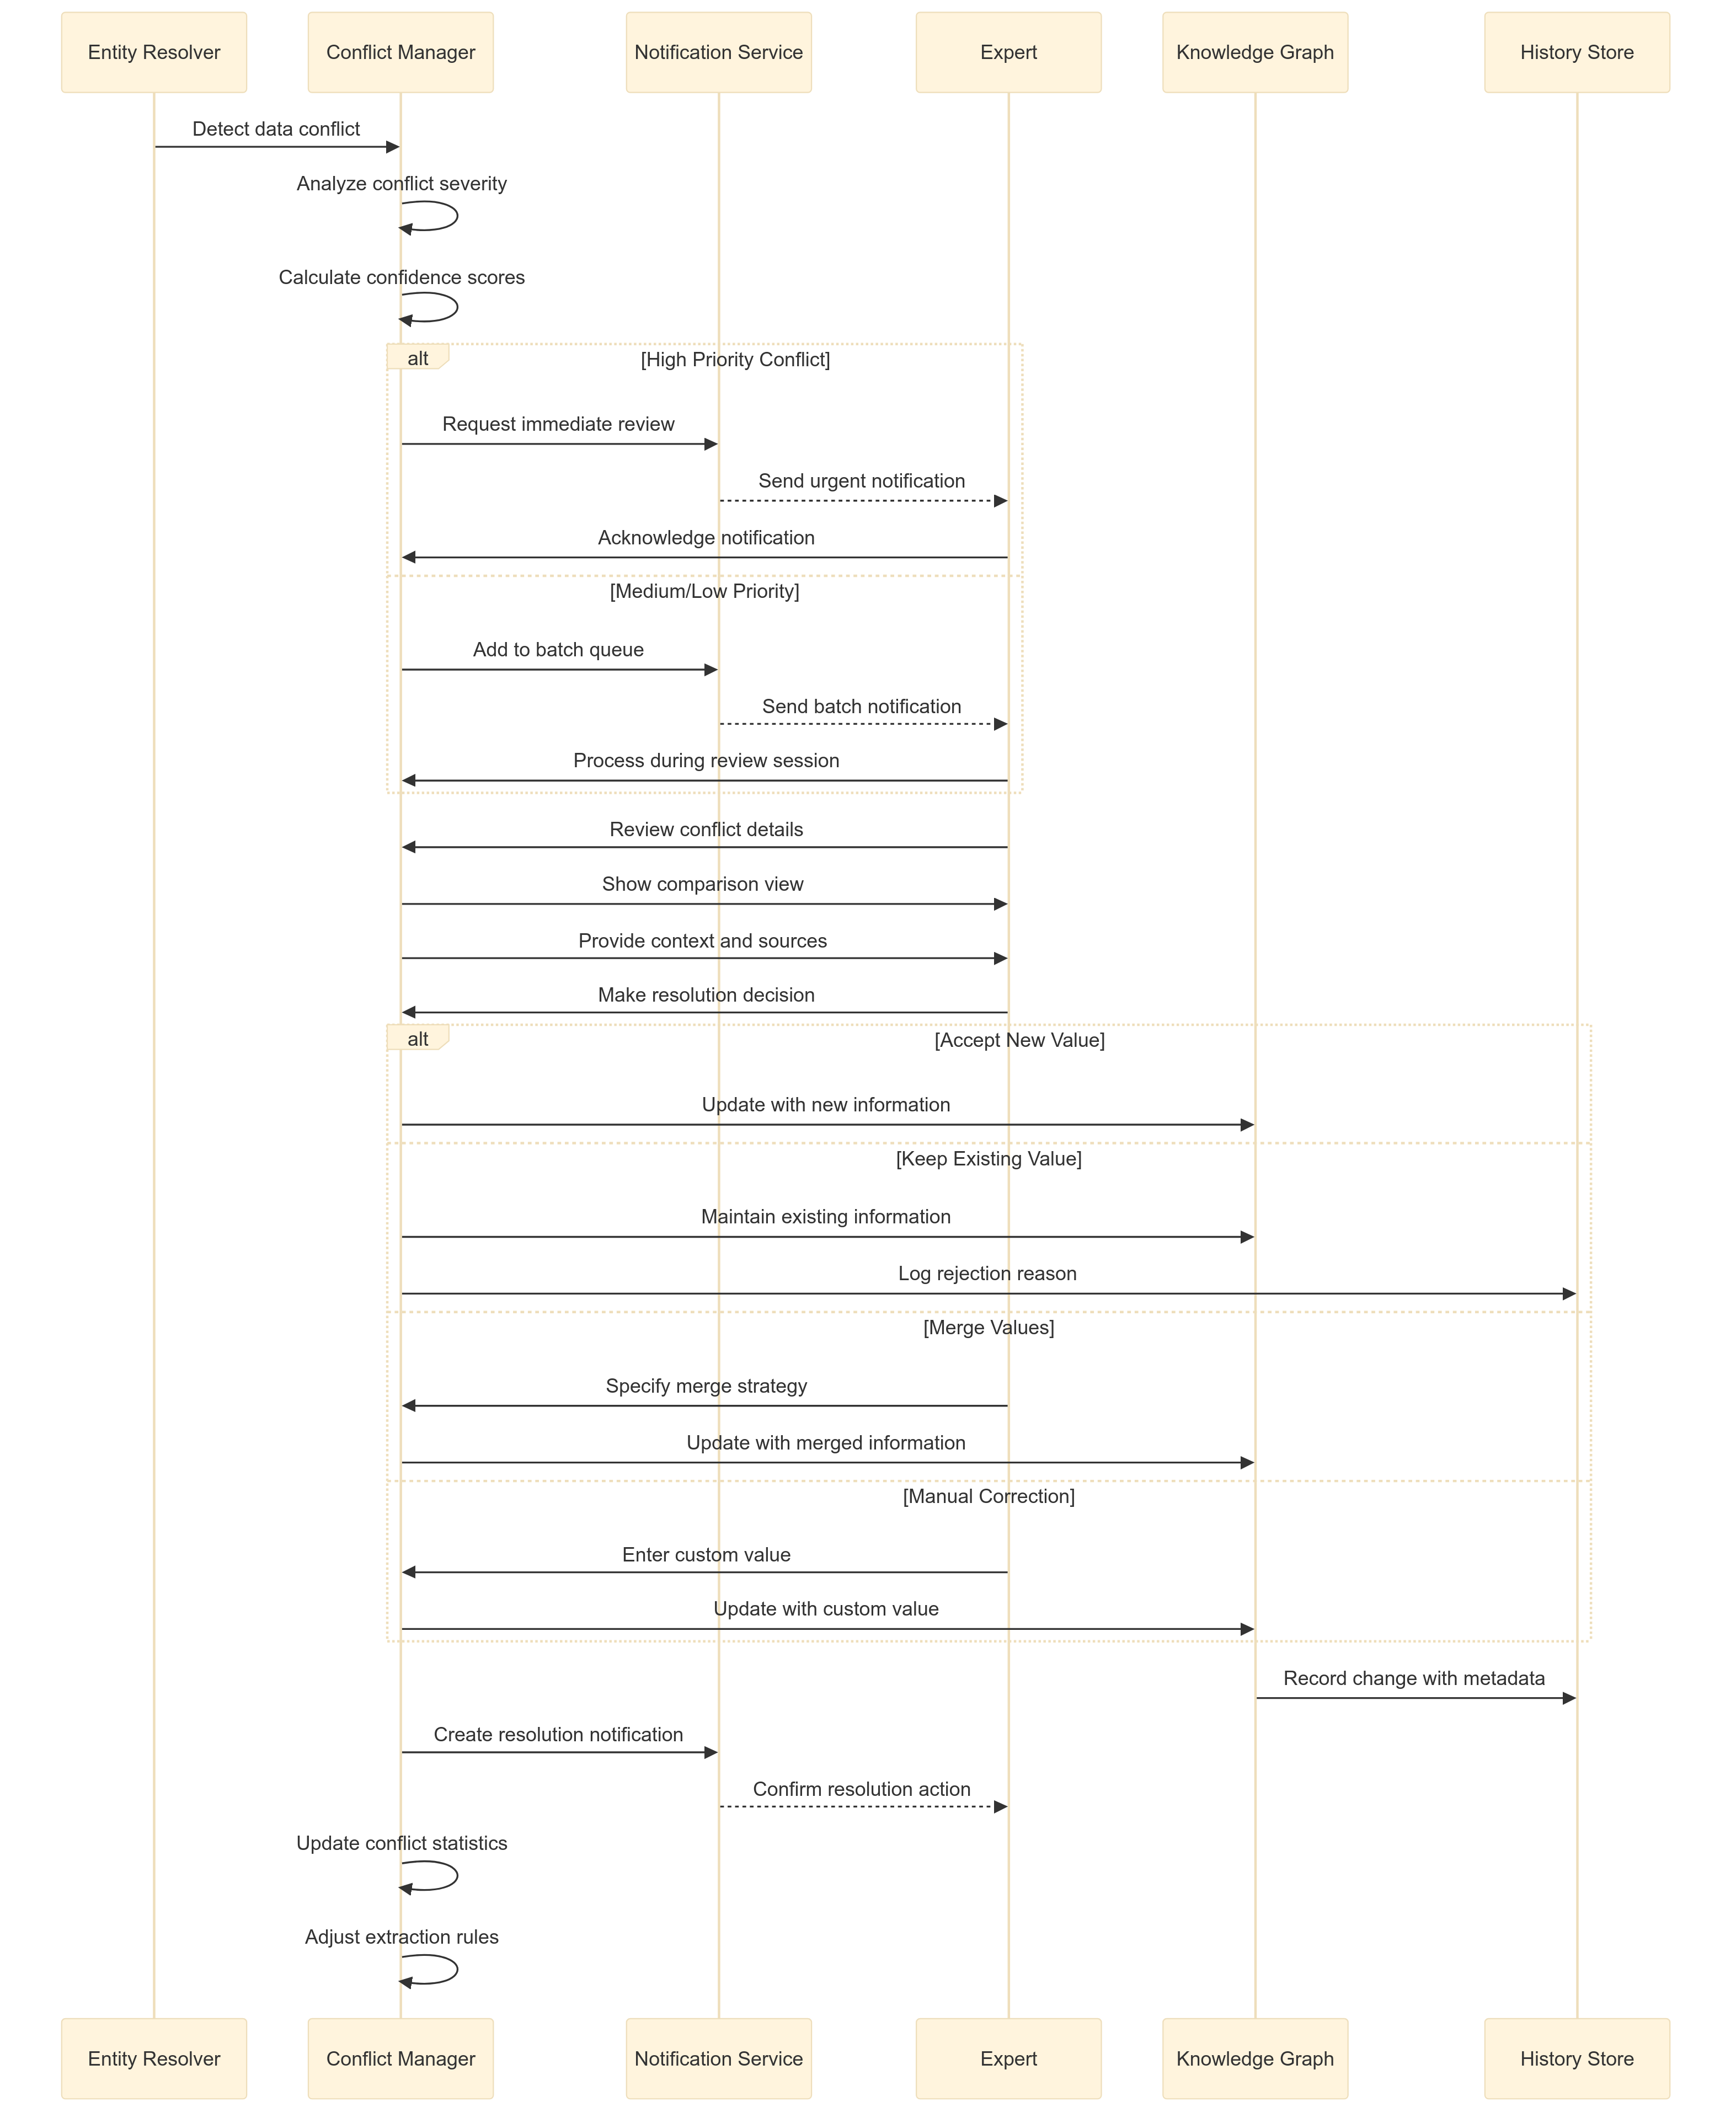 Entity Resolver
Conflict Manager
Notification Service
Expert
Knowledge Graph
History Store
Detect data conflict
Analyze conflict severity
Calculate confidence scores
alt
[High Priority Conflict]
Request immediate review
Send urgent notification
Acknowledge notification
[Medium/Low Priority]
Add to batch queue
Send batch notification
Process during review session
Review conflict details
Show comparison view
Provide context and sources
Make resolution decision
alt
[Accept New Value]
Update with new information
[Keep Existing Value]
Maintain existing information
Log rejection reason
[Merge Values]
Specify merge strategy
Update with merged information
[Manual Correction]
Enter custom value
Update with custom value
Record change with metadata
Create resolution notification
Confirm resolution action
Update conflict statistics
Adjust extraction rules
Entity Resolver
Conflict Manager
Notification Service
Expert
Knowledge Graph
History Store